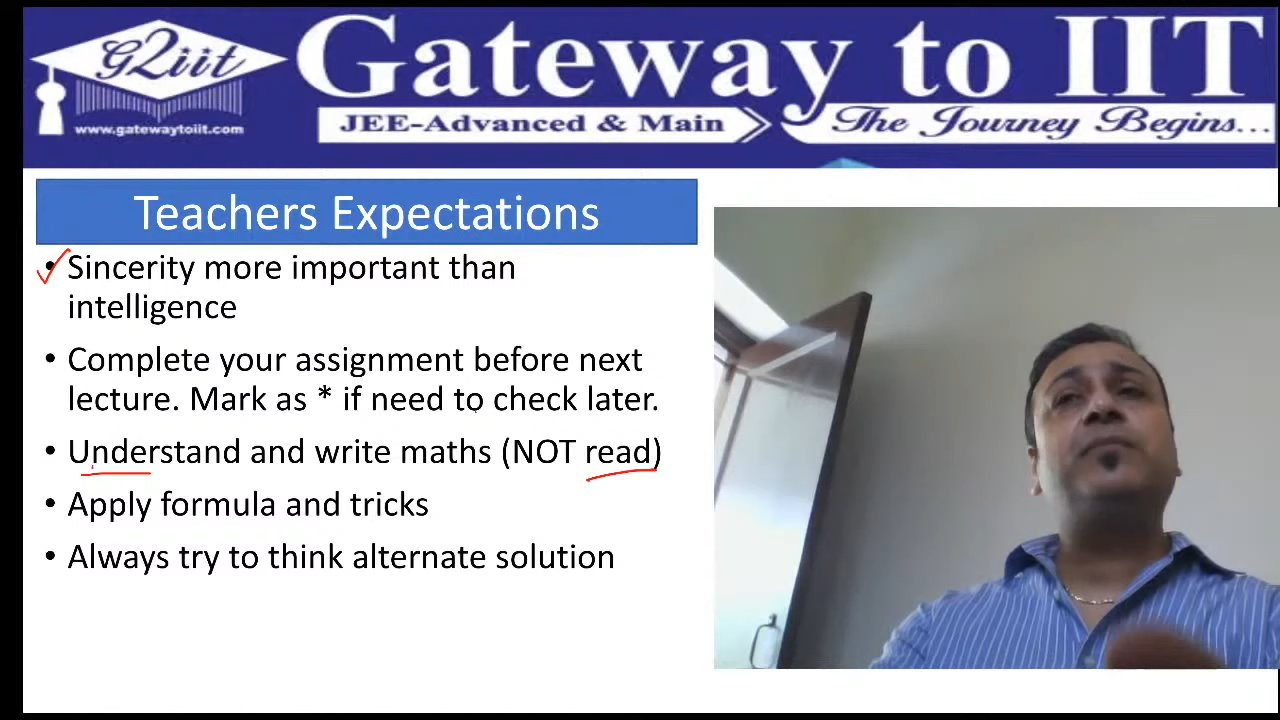 G2iit
www.gatewaytoiit.com
Gateway to IIT
JEE-Advanced & Main
The Journey Begins...
Teachers Expectations
• Sincerity more important than
intelligence
• Complete your assignment before next
lecture. Mark as * if need to check later.
• Understand and write maths (NOT read)
• Apply formula and tricks
• Always try to think alternate solution